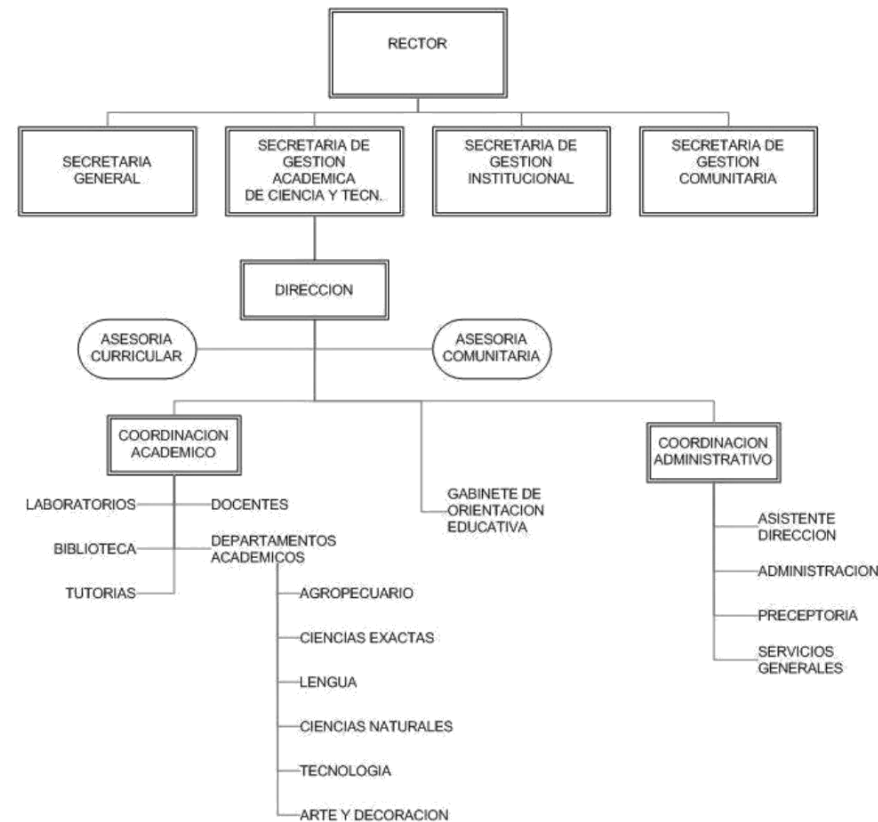 RECTOR
SECRETARIA
GENERAL
SECRETARIA DE
GESTION
ACADEMICA
DE CIENCIA Y TECN.
SECRETARIA DE
GESTION
INSTITUCIONAL
SECRETARIA DE
GESTION
COMUNITARIA
DIRECCION
ASESORIA
CURRICULAR
ASESORIA
COMUNITARIA
COORDINACION
ACADEMICO
COORDINACION
ADMINISTRATIVO
LABORATORIOS
DOCENTES
BIBLIOTECA
DEPARTAMENTOS
ACADEMICOS
TUTORIAS
AGROPECUARIO
CIENCIAS EXACTAS
LENGUA
CIENCIAS NATURALES
TECNOLOGIA
ARTE Y DECORACION
GABINETE DE
ORIENTACION
EDUCATIVA
ASISTENTE
DIRECCION
ADMINISTRACION
PRECEPTORIA
SERVICIOS
GENERALES